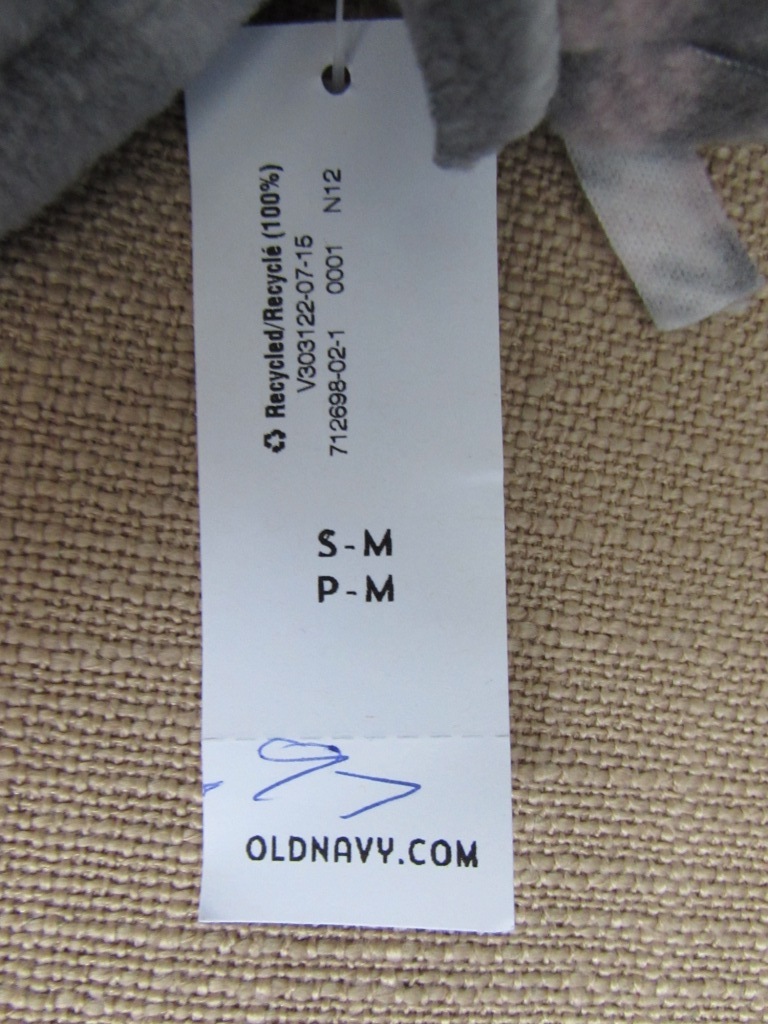 ♻ Recycled/Recyclé (100%)
V303122-07-15
712698-02-1 0001 N12
S-M
P-M
OLDNAVY.COM